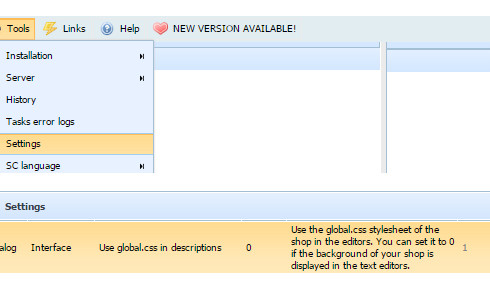 Tools Links Help NEW VERSION AVAILABLE!
Installation
Server
History
Tasks error logs
Settings
SC language
Settings
alog Interface Use global.css in descriptions 0 Use the global.css stylesheet of the
shop in the editors. You can set it to 0
if the background of your shop is
displayed in the text editors. 1